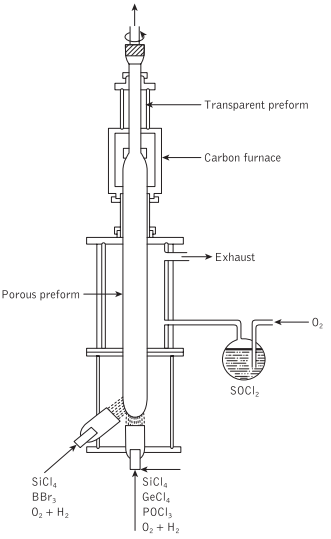 Transparent preform
Carbon furnace
Exhaust
Porous preform
O₂
SOCl₂
SiCl₄
BBr₃
O₂ + H₂
SiCl₄
GeCl₄
POCl₃
O₂ + H₂